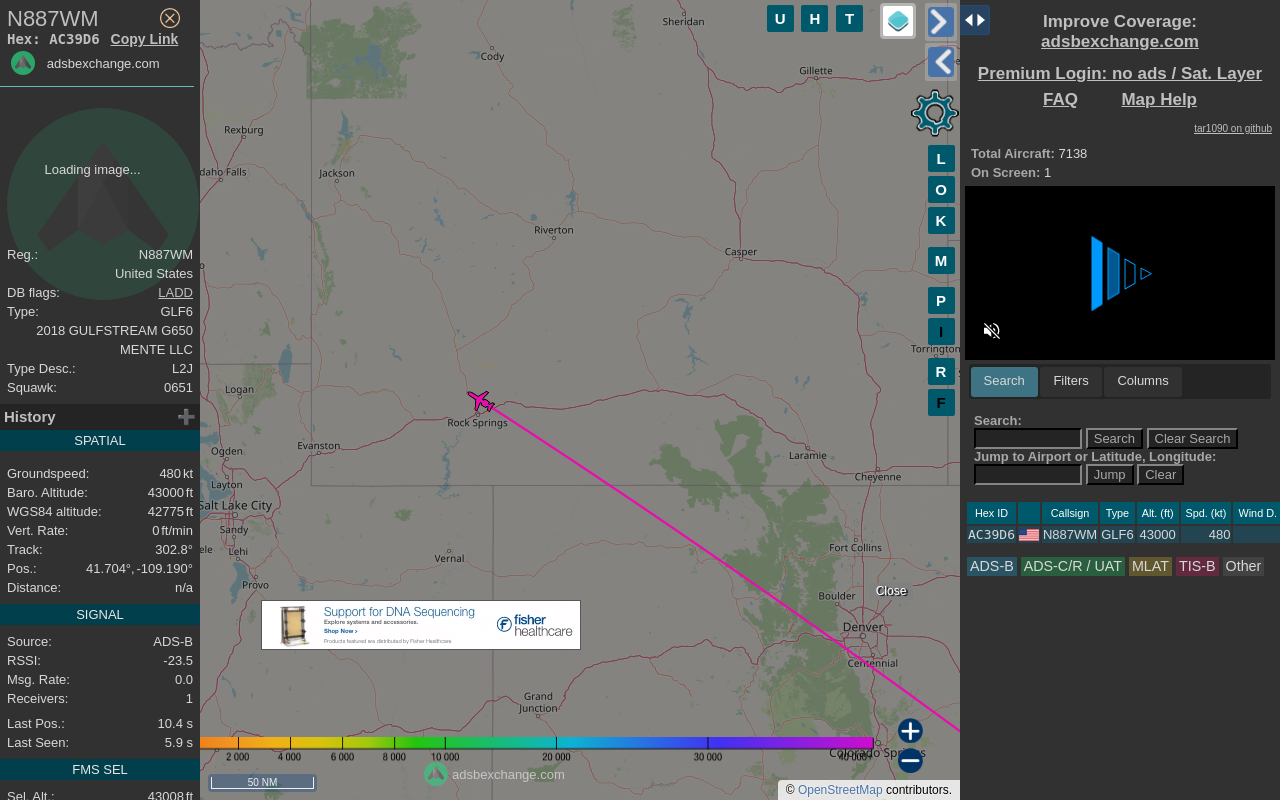 N887WM
Hex: AC39D6 Copy Link
adsbexchange.com
Loading image...
Reg.: N887WM
United States
DB flags: LADD
Type: GLF6
2018 GULFSTREAM G650
MENTE LLC
Type Desc.: L2J
Squawk: 0651
History
SPATIAL
Groundspeed: 480 kt
Baro. Altitude: 43000 ft
WGS84 altitude: 42775 ft
Vert. Rate: 0 ft/min
Track: 302.8°
Pos.: 41.704°, -109.190°
Distance: n/a
SIGNAL
Source: ADS-B
RSSI: -23.5
Msg. Rate: 0.0
Receivers: 1
Last Pos.: 10.4 s
Last Seen: 5.9 s
FMS SEL
Sel. Alt.: 43008 ft
Sheridan
Cody
Gillette
Rexburg
daho Falls
Jackson
Riverton
Casper
Torrington
Logan
Rock Springs
Evanston
Laramie
Cheyenne
Ogden
Layton
Salt Lake City
Sandy
Lehi
ele
Provo
Vernal
Fort Collins
Boulder
Denver
Centennial
Grand
Junction
Colorado Springs
U H T
L
O
K
M
P
I
R
F
Close
Support for DNA Sequencing
Explore systems and accessories.
Shop Now >
Products featured are distributed by Fisher Healthcare
fisher
healthcare
2 000 4 000 6 000 8 000 10 000 20 000 30 000 40 000+
adsbexchange.com
50 NM
© OpenStreetMap contributors.
Improve Coverage:
adsbexchange.com
Premium Login: no ads / Sat. Layer
FAQ Map Help
tar1090 on github
Total Aircraft: 7138
On Screen: 1
Search Filters Columns
Search:
Search Clear Search
Jump to Airport or Latitude, Longitude:
Jump Clear
Hex ID Callsign Type Alt. (ft) Spd. (kt) Wind D.
AC39D6 N887WM GLF6 43000 480
ADS-B ADS-C/R / UAT MLAT TIS-B Other